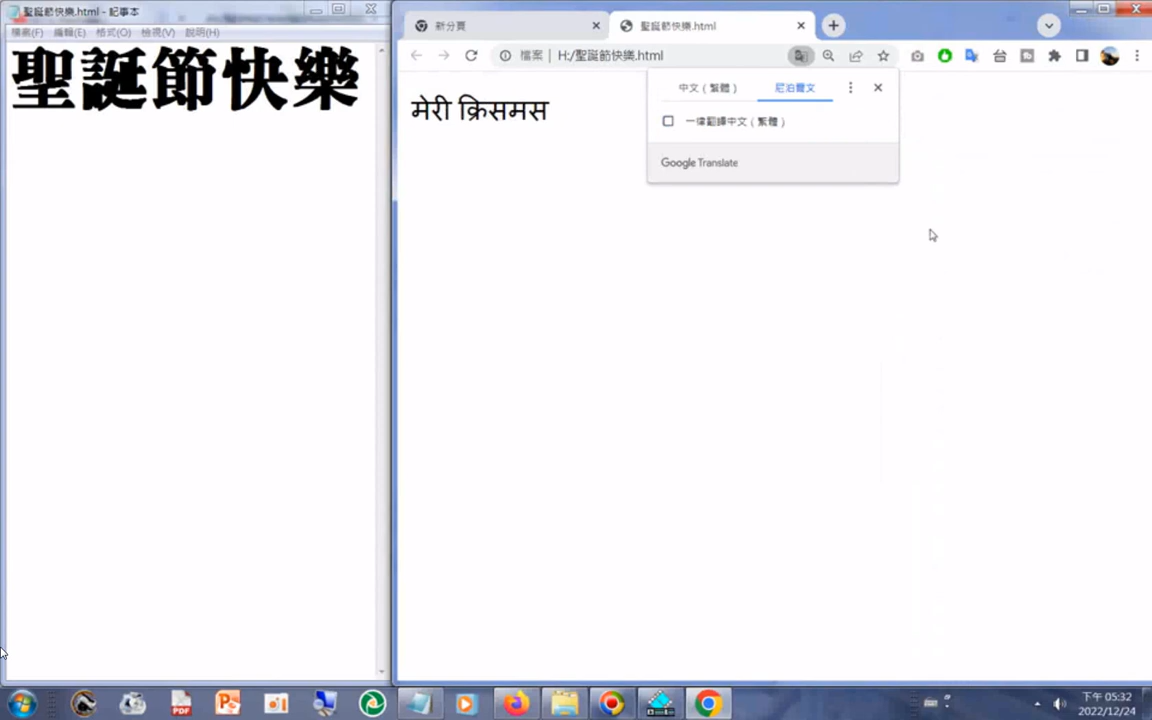 聖誕節快樂.html - 記事本
檔案(F) 編輯(E) 格式(O) 檢視(V) 說明(H)
聖誕節快樂
新分頁
聖誕節快樂.html
檔案 H:/聖誕節快樂.html
मेरी क्रिसमस
中文（繁體）
尼泊爾文
一律翻譯中文（繁體）
Google Translate
台
PDF
下午 05:32
2022/12/24